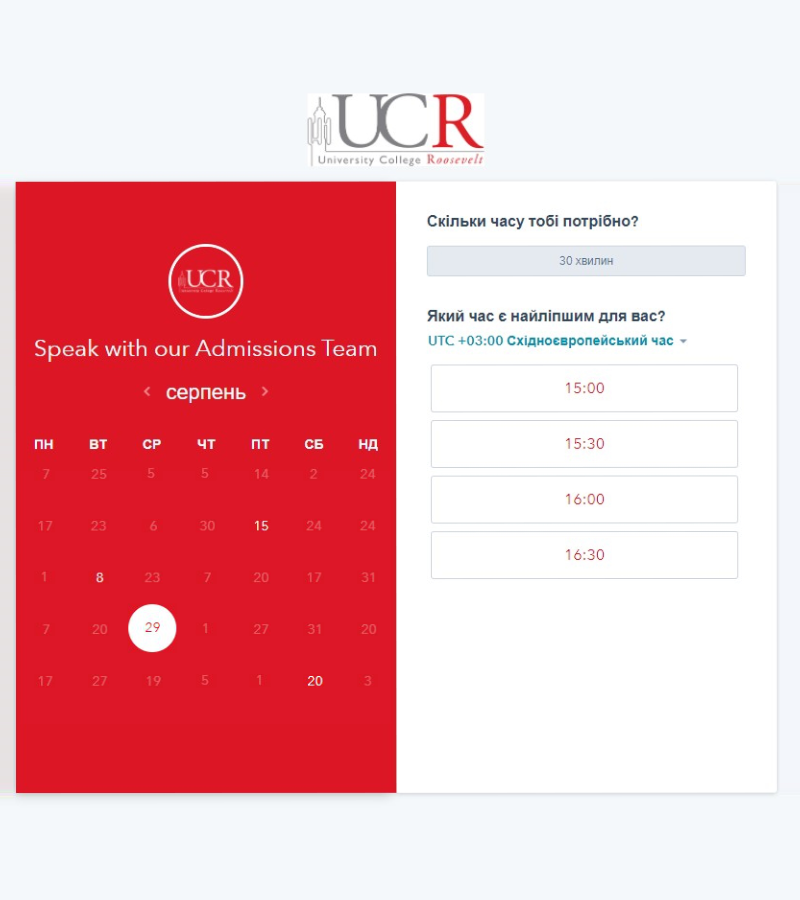 UCR
University College Roosevelt
UCR
Speak with our Admissions Team
< серпень >
ПН ВТ СР ЧТ ПТ СБ НД
7 25 5 5 14 2 24
17 23 6 30 15 24 24
1 8 23 7 20 17 31
7 20 29 1 27 31 20
17 27 19 5 1 20 3
Скільки часу тобі потрібно?
30 хвилин
Який час є найліпшим для вас?
UTC +03:00 Східноєвропейський час
15:00
15:30
16:00
16:30